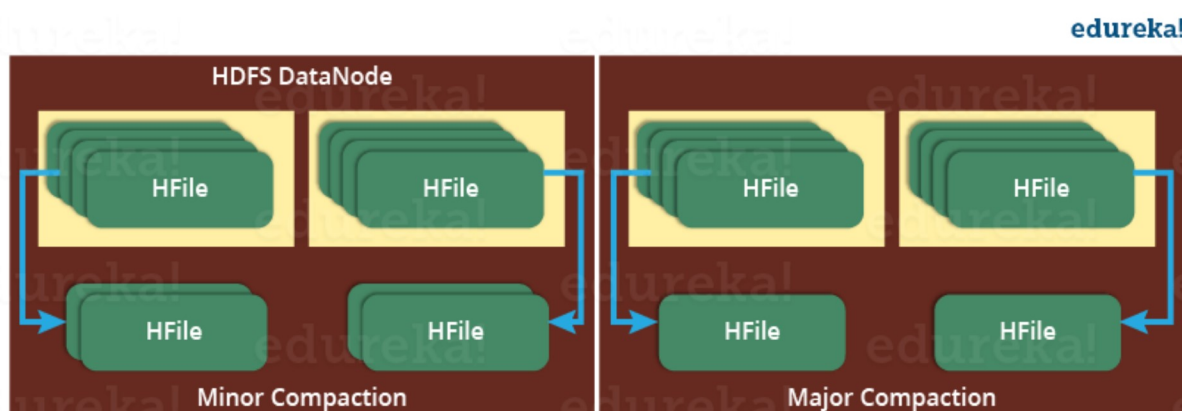 edureka!
HDFS DataNode
HFile HFile HFile HFile
HFile HFile HFile HFile
Minor Compaction Major Compaction